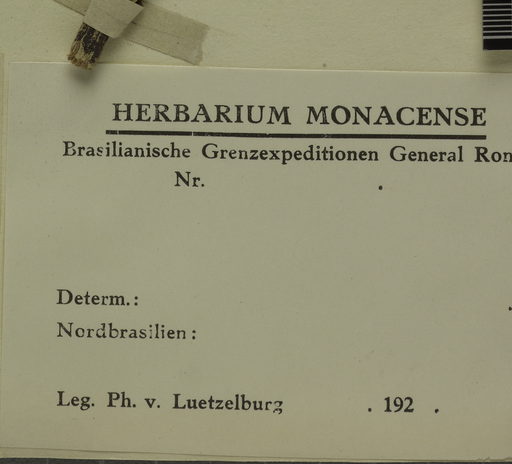 HERBARIUM MONACENSE
Brasilianische Grenzexpeditionen General Ron
Nr.
Determ.:
Nordbrasilien:
Leg. Ph. v. Luetzelburg . 192 .